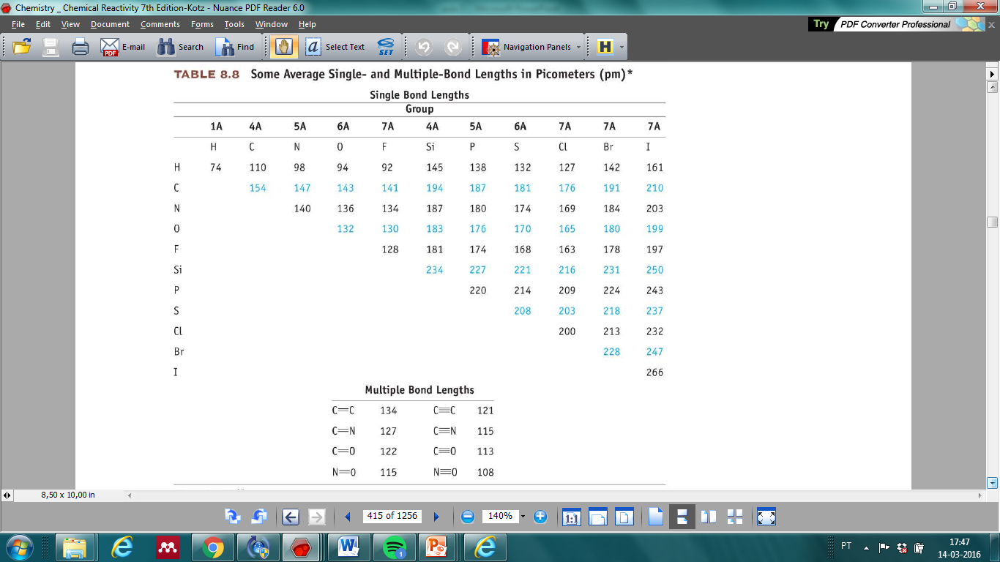 Chemistry _ Chemical Reactivity 7th Edition-Kotz - Nuance PDF Reader 6.0
File Edit View Document Comments Forms Tools Window Help
Try PDF Converter Professional
PDF E-mail Search Find a Select Text SET Navigation Panels H
TABLE 8.8 Some Average Single- and Multiple-Bond Lengths in Picometers (pm)*
Single Bond Lengths
Group
1A 4A 5A 6A 7A 4A 5A 6A 7A 7A 7A
H C N O F Si P S Cl Br I
H 74 110 98 94 92 145 138 132 127 142 161
C 154 147 143 141 194 187 181 176 191 210
N 140 136 134 187 180 174 169 184 203
O 132 130 183 176 170 165 180 199
F 128 181 174 168 163 178 197
Si 234 227 221 216 231 250
P 220 214 209 224 243
S 208 203 218 237
Cl 200 213 232
Br 228 247
I 266
Multiple Bond Lengths
C=C 134 C≡C 121
C=N 127 C≡N 115
C=O 122 C≡O 113
N=O 115 N≡O 108
8,50 x 10,00 in
415 of 1256 140% 1:1
W 1 P e
PT 17:47
14-03-2016